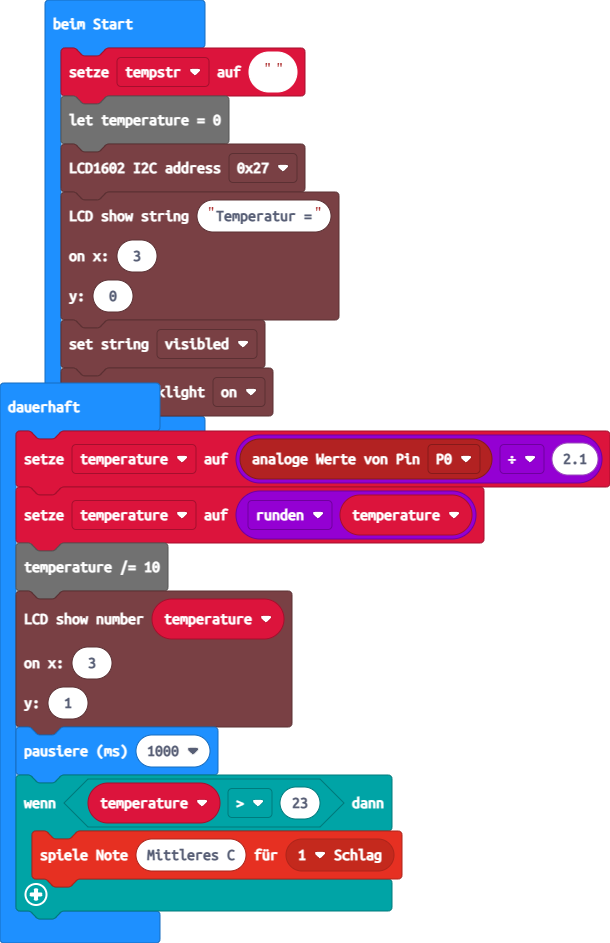 beim Start
setze tempstr auf " "
let temperature = 0
LCD1602 I2C address 0x27
LCD show string "Temperatur ="
on x: 3
y: 0
set string visibled
klight on
dauerhaft
setze temperature auf analoge Werte von Pin P0 ÷ 2.1
setze temperature auf runden temperature
temperature /= 10
LCD show number temperature
on x: 3
y: 1
pausiere (ms) 1000
wenn temperature > 23 dann
spiele Note Mittleres C für 1 Schlag